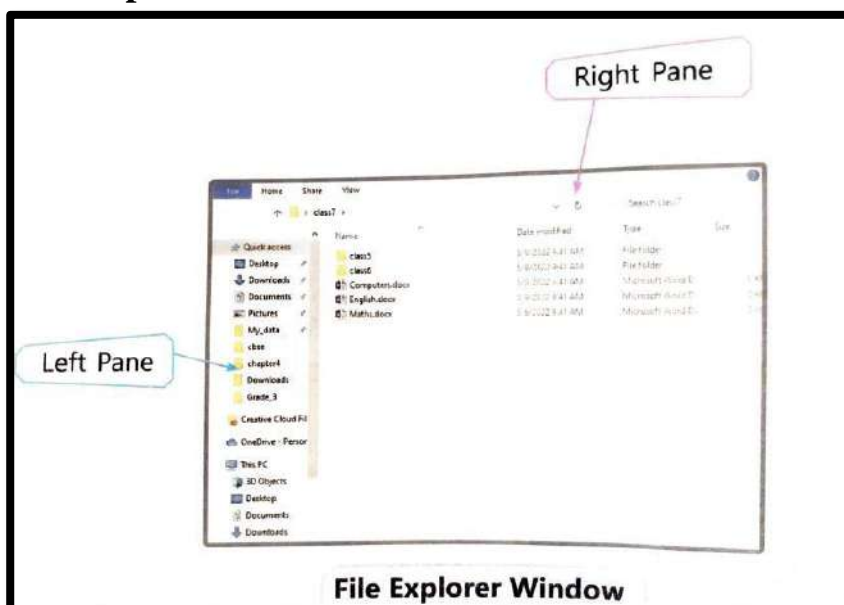 Right Pane
File Home Share View
class7
Search class7
Name Date modified Type Size
Quick access
Desktop
Downloads
Documents
Pictures
My_data
cbse
chapter4
Downloads
Grade_3
Creative Cloud Fil
OneDrive - Person
This PC
3D Objects
Desktop
Documents
Downloads
class5 File folder
class6 File folder
Computers.docx
English.docx
Maths.docx
Left Pane
File Explorer Window